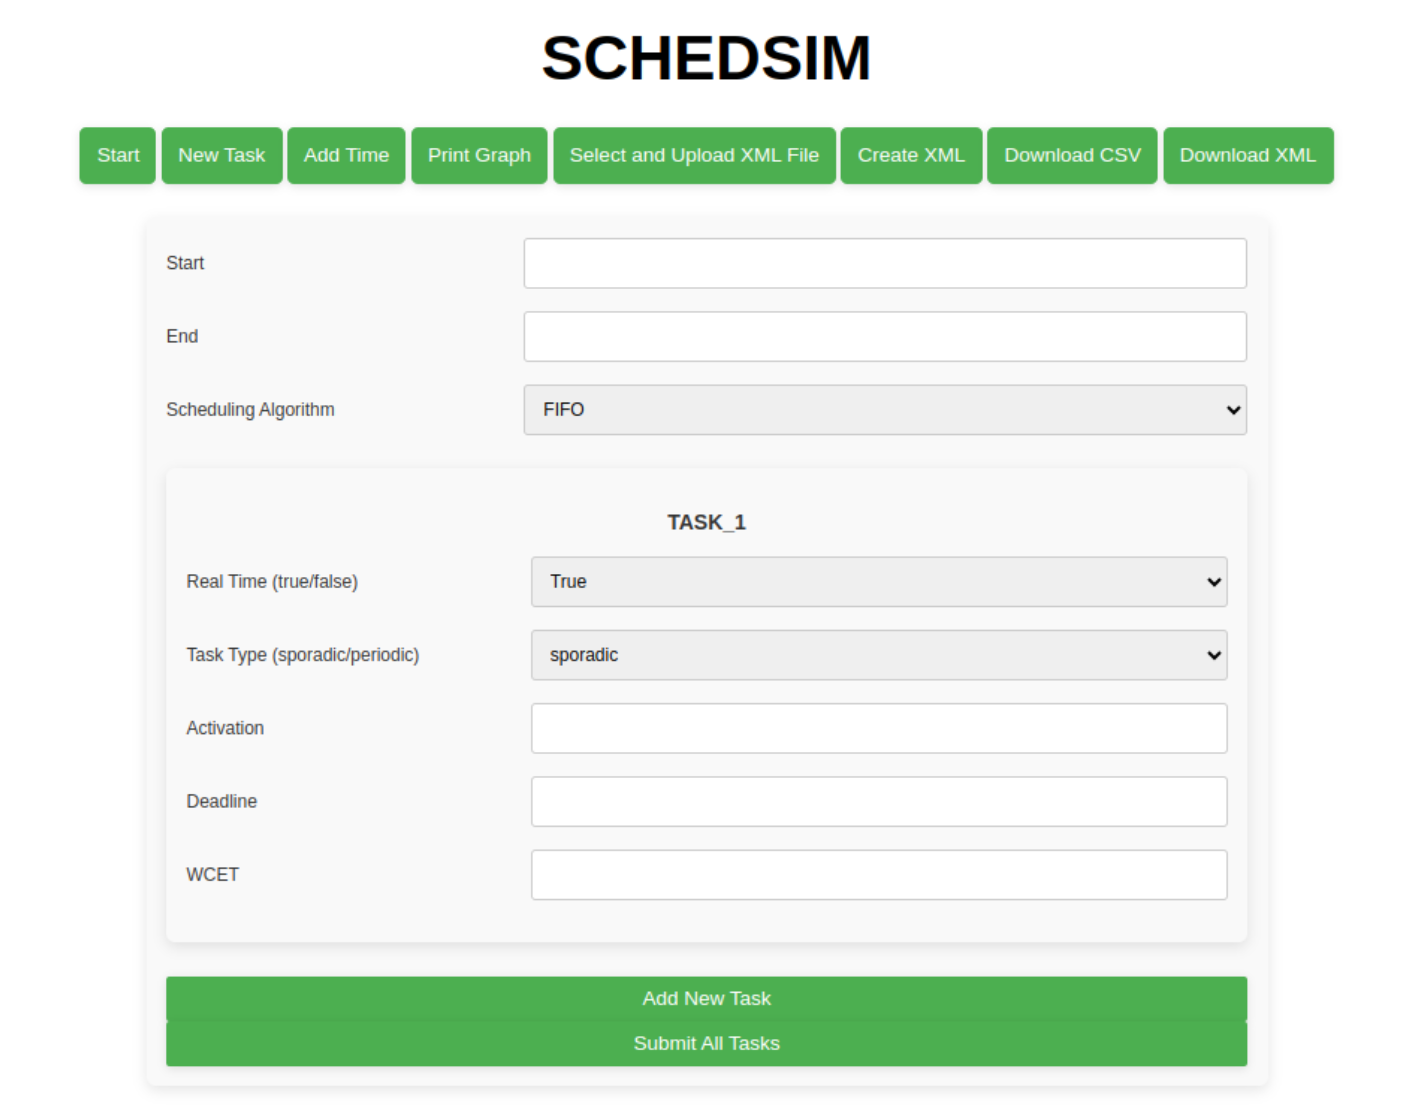 SCHEDSIM
Start New Task Add Time Print Graph Select and Upload XML File Create XML Download CSV Download XML
Start
End
Scheduling Algorithm FIFO
TASK_1
Real Time (true/false) True
Task Type (sporadic/periodic) sporadic
Activation
Deadline
WCET
Add New Task
Submit All Tasks